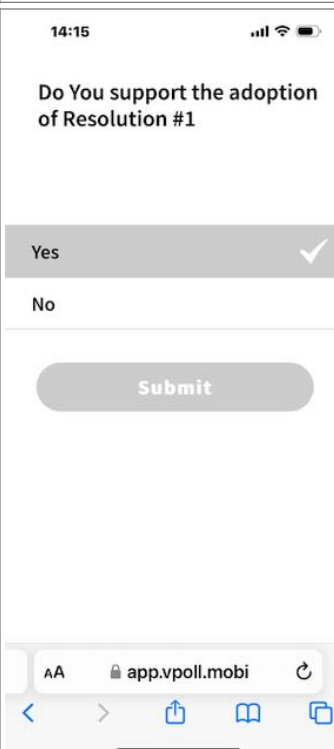 14:15
Do You support the adoption
of Resolution #1
Yes
No
Submit
AA app.vpoll.mobi